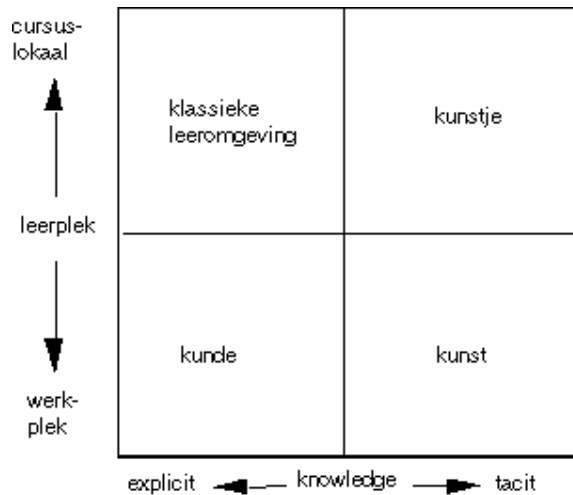 cursus-
lokaal
klassieke
leeromgeving
kunstje
leerplek
kunde
kunst
werk-
plek
explicit knowledge tacit